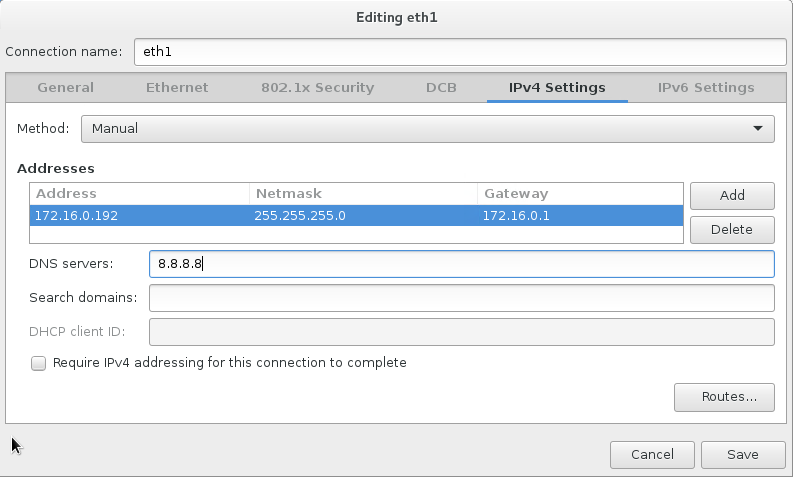 Editing eth1
Connection name: eth1
General Ethernet 802.1x Security DCB IPv4 Settings IPv6 Settings
Method: Manual
Addresses
Address Netmask Gateway
172.16.0.192 255.255.255.0 172.16.0.1
Add
Delete
DNS servers: 8.8.8.8
Search domains:
DHCP client ID:
Require IPv4 addressing for this connection to complete
Routes...
Cancel Save